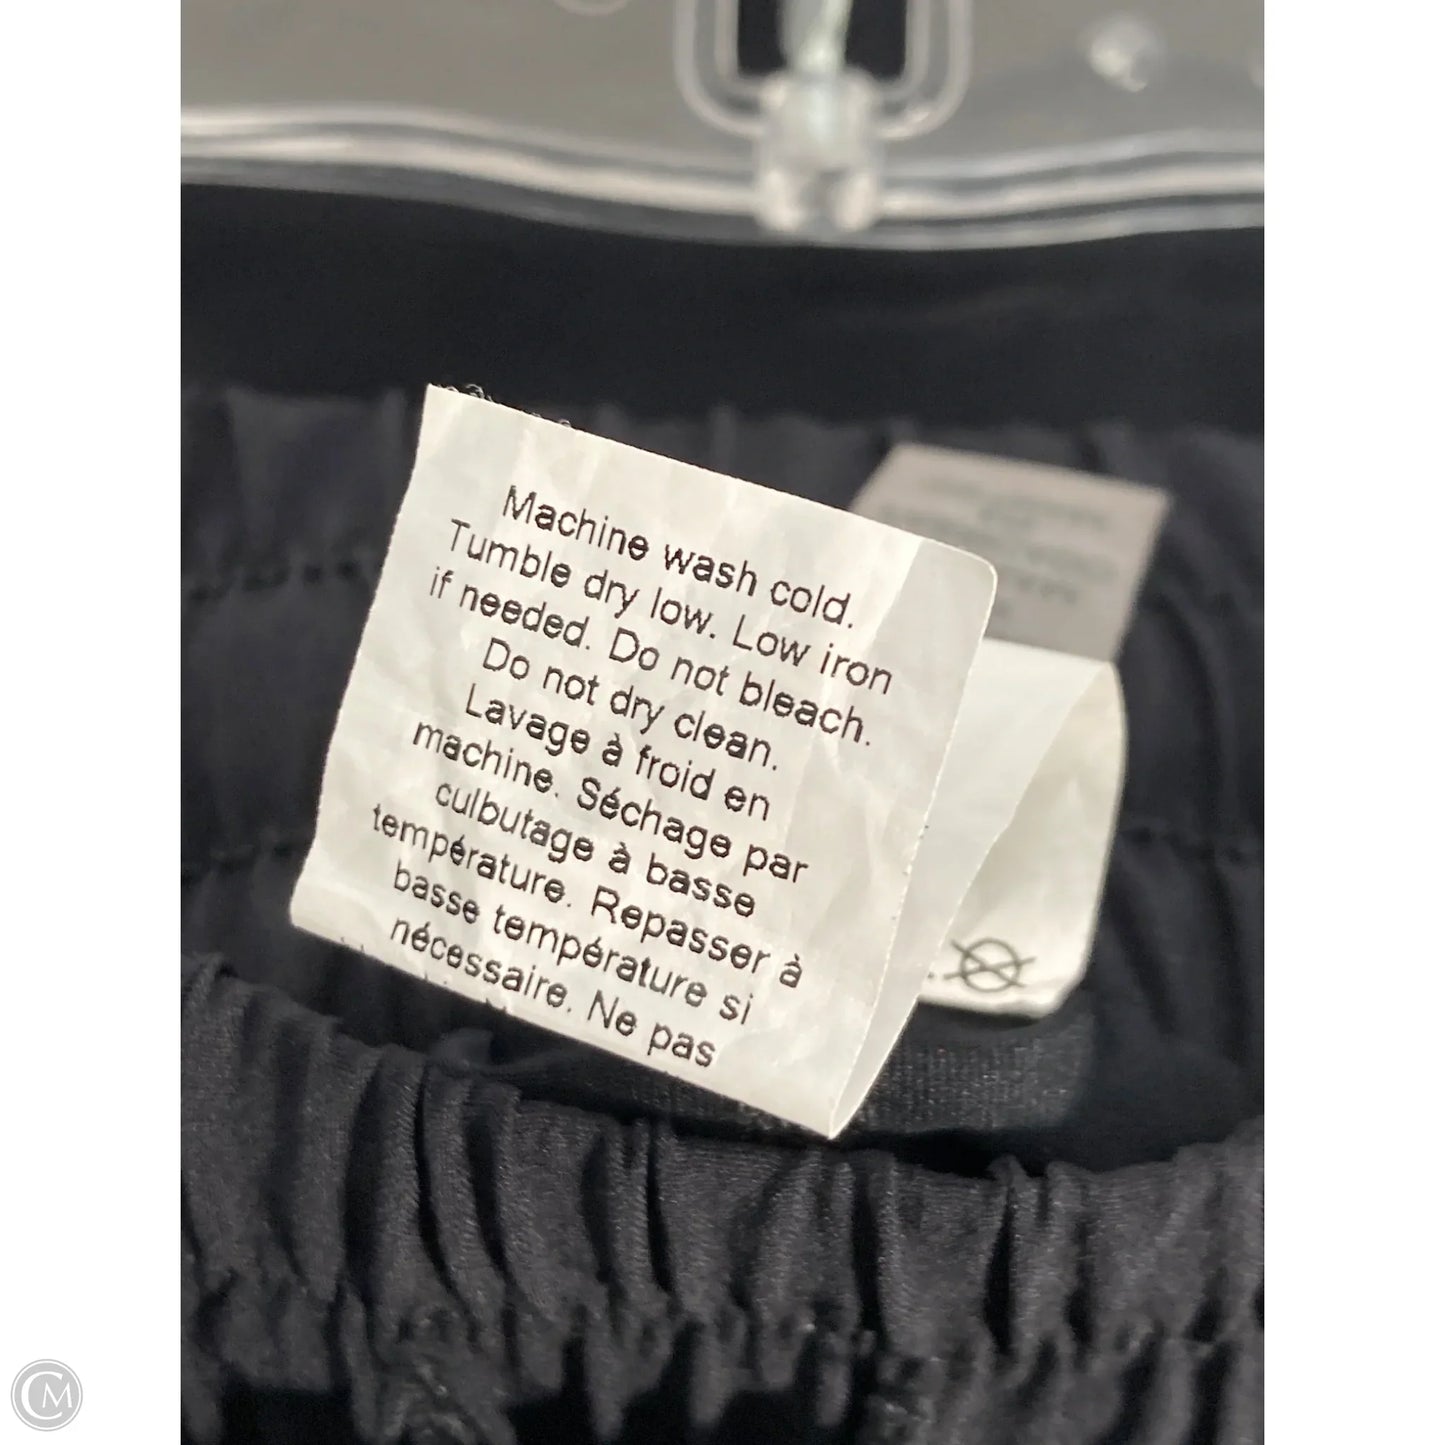 Machine wash cold.
Tumble dry low. Low iron
if needed. Do not bleach.
Do not dry clean.
Lavage à froid en
machine. Séchage par
culbutage à basse
température. Repasser à
basse température si
nécessaire. Ne pas
CM